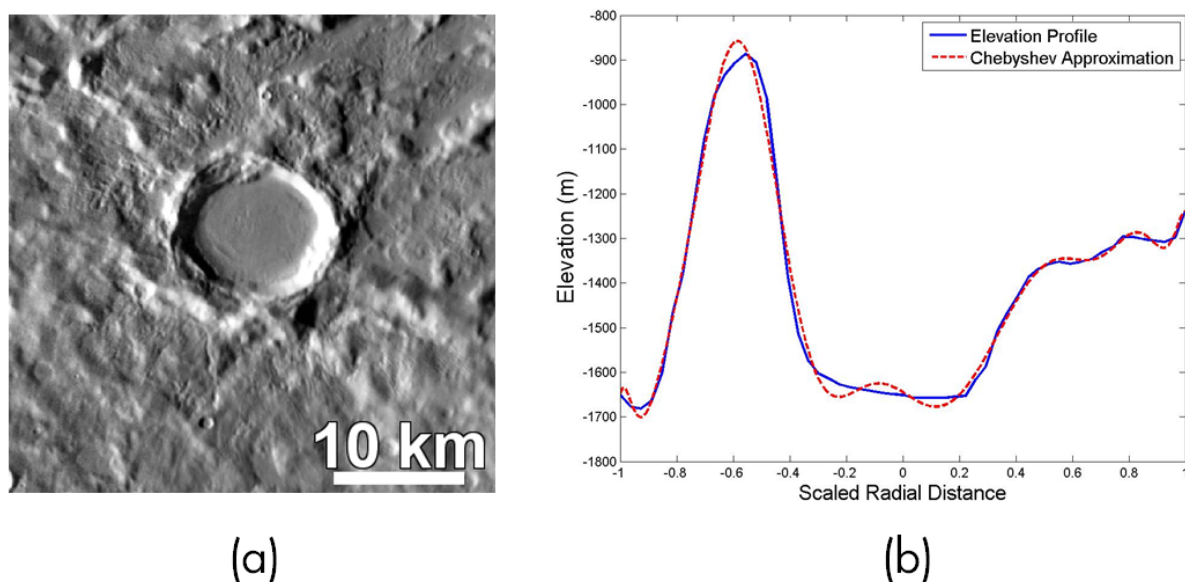 10 km
Elevation Profile
Chebyshev Approximation
-800
-900
-1000
-1100
-1200
-1300
-1400
-1500
-1600
-1700
-1800
Elevation (m)
-1 -0.8 -0.6 -0.4 -0.2 0 0.2 0.4 0.6 0.8 1
Scaled Radial Distance
(a) (b)